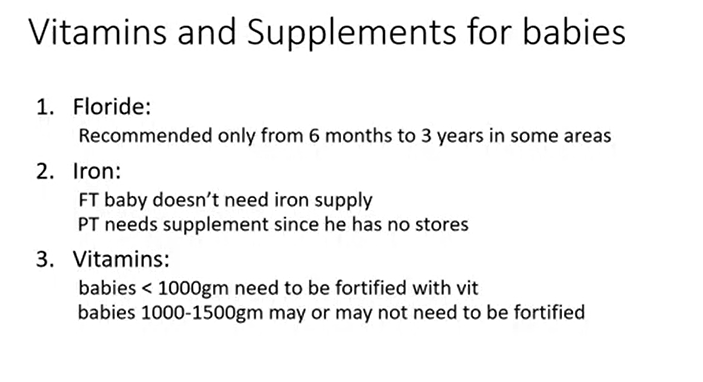 Vitamins and Supplements for babies
1. Floride:
Recommended only from 6 months to 3 years in some areas
2. Iron:
FT baby doesn’t need iron supply
PT needs supplement since he has no stores
3. Vitamins:
babies < 1000gm need to be fortified with vit
babies 1000-1500gm may or may not need to be fortified